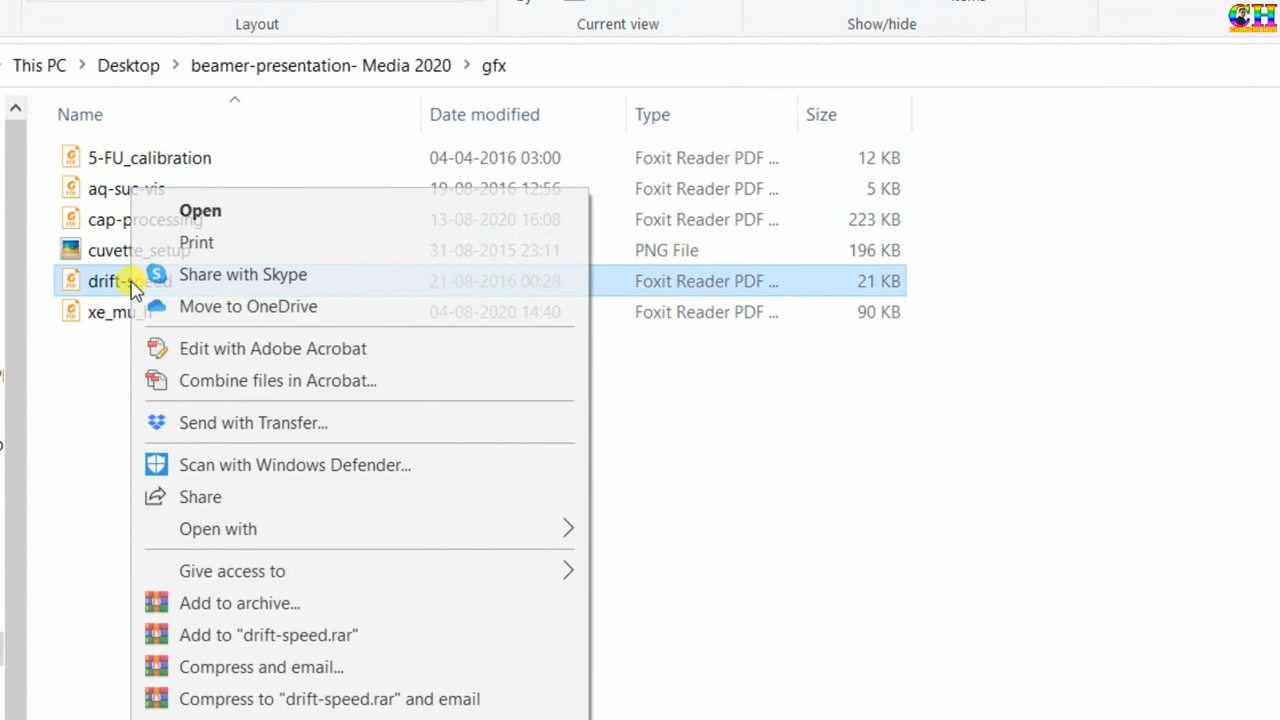 CH
Layout
Current view
Show/hide
This PC > Desktop > beamer-presentation- Media 2020 > gfx
Name Date modified Type Size
5-FU_calibration 04-04-2016 03:00 Foxit Reader PDF ... 12 KB
aq-suc-vis 19-08-2016 12:56 Foxit Reader PDF ... 5 KB
cap-processing 13-08-2020 16:08 Foxit Reader PDF ... 223 KB
cuvette_setup 31-08-2015 23:11 PNG File 196 KB
drift-speed 21-08-2016 00:28 Foxit Reader PDF ... 21 KB
xe_mu_ 04-08-2020 14:40 Foxit Reader PDF ... 90 KB
Open
Print
Share with Skype
Move to OneDrive
Edit with Adobe Acrobat
Combine files in Acrobat...
Send with Transfer...
Scan with Windows Defender...
Share
Open with
Give access to
Add to archive...
Add to "drift-speed.rar"
Compress and email...
Compress to "drift-speed.rar" and email